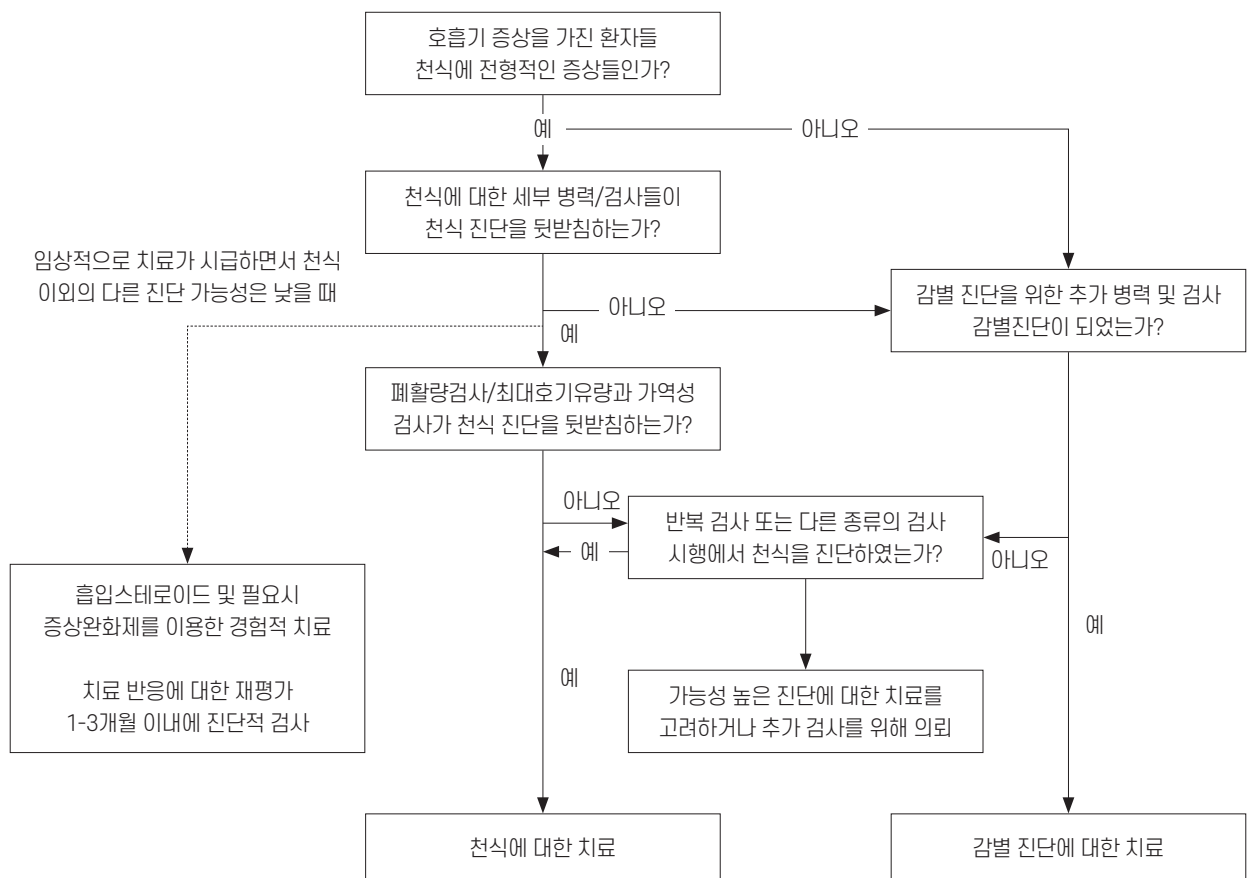 호흡기 증상을 가진 환자들
천식에 전형적인 증상들인가?
예
아니오
천식에 대한 세부 병력/검사들이
천식 진단을 뒷받침하는가?
임상적으로 치료가 시급하면서 천식
이외의 다른 진단 가능성은 낮을 때
감별 진단을 위한 추가 병력 및 검사
감별진단이 되었는가?
아니오
예
폐활량검사/최대호기유량과 가역성
검사가 천식 진단을 뒷받침하는가?
아니오
반복 검사 또는 다른 종류의 검사
시행에서 천식을 진단하였는가?
예
아니오
흡입스테로이드 및 필요시
증상완화제를 이용한 경험적 치료
치료 반응에 대한 재평가
1-3개월 이내에 진단적 검사
예
예
가능성 높은 진단에 대한 치료를
고려하거나 추가 검사를 위해 의뢰
천식에 대한 치료
감별 진단에 대한 치료